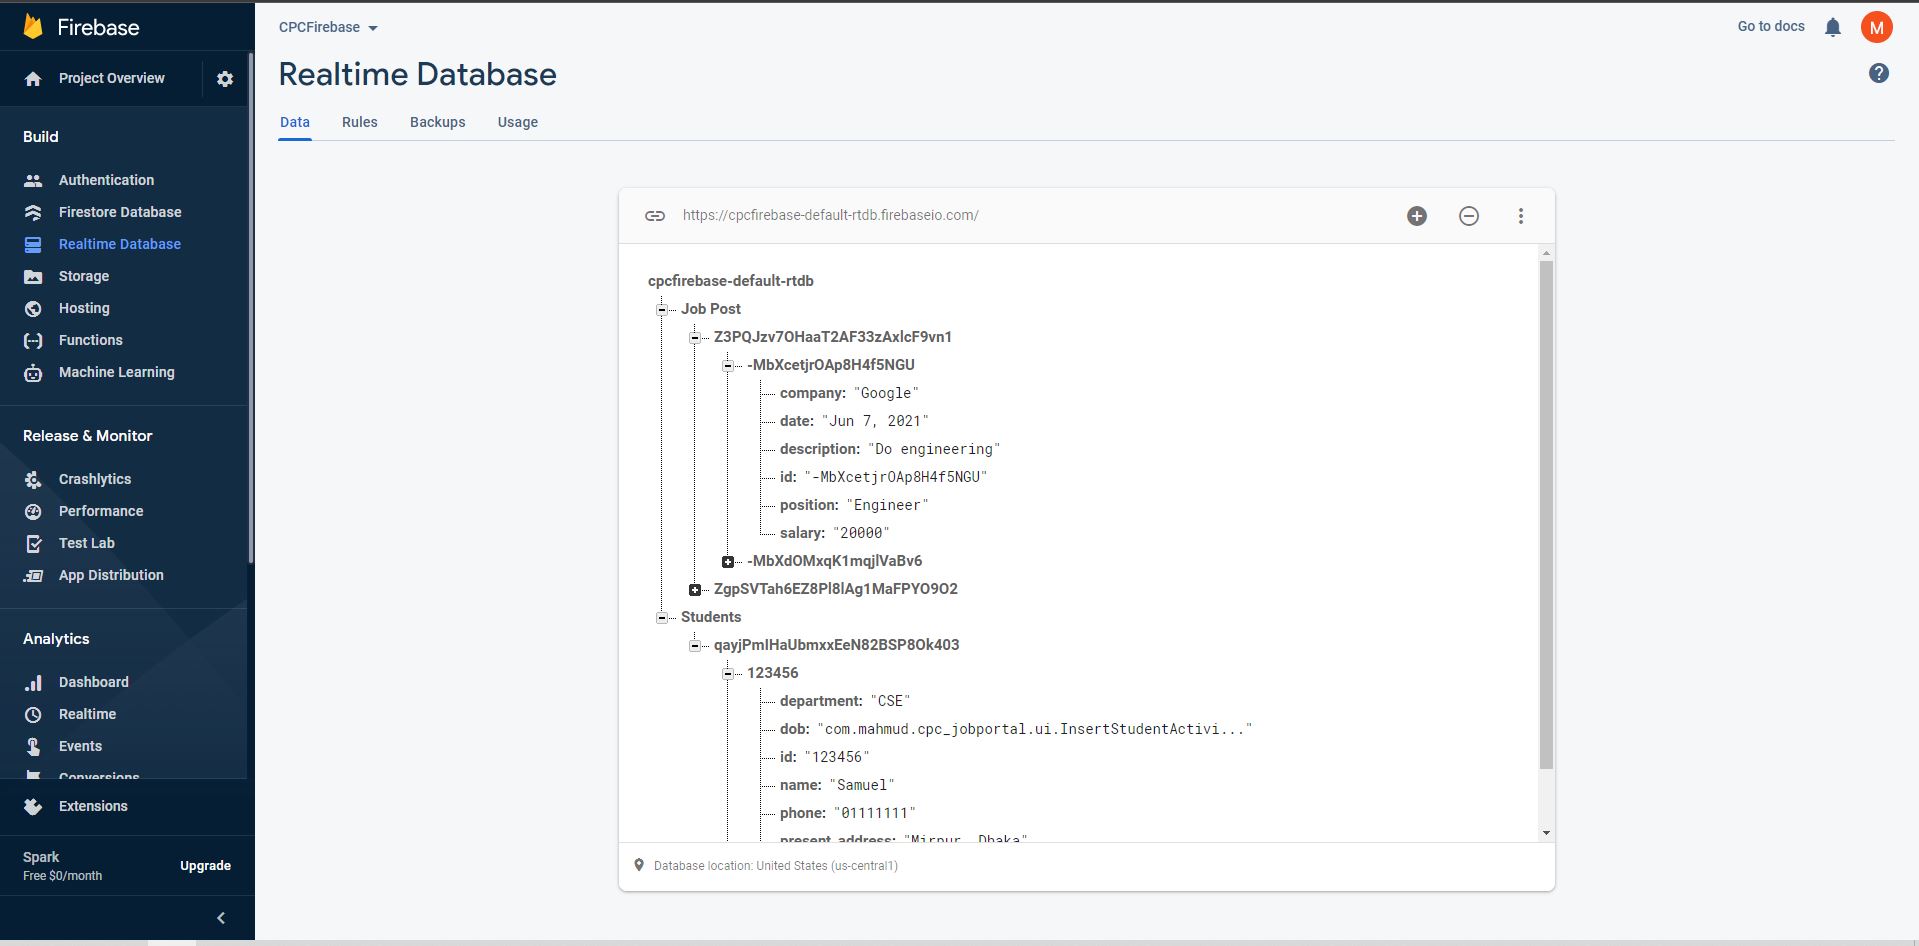 Firebase
Project Overview
Build
Authentication
Firestore Database
Realtime Database
Storage
Hosting
Functions
Machine Learning
Release & Monitor
Crashlytics
Performance
Test Lab
App Distribution
Analytics
Dashboard
Realtime
Events
Conversions
Extensions
Spark
Free $0/month
Upgrade
CPCFirebase
Go to docs
M
Realtime Database
?
Data Rules Backups Usage
https://cpcfirebase-default-rtdb.firebaseio.com/
cpcfirebase-default-rtdb
Job Post
Z3PQJzv7OHaaT2AF33zAxlcF9vn1
-MbXcetjrOAp8H4f5NGU
company: "Google"
date: "Jun 7, 2021"
description: "Do engineering"
id: "-MbXcetjrOAp8H4f5NGU"
position: "Engineer"
salary: "20000"
-MbXdOMxqK1mqjlVaBv6
ZgpSVTah6EZ8Pl8lAg1MaFPYO9O2
Students
qayjPmIHaUbmxxEeN82BSP8Ok403
123456
department: "CSE"
dob: "com.mahmud.cpc_jobportal.ui.InsertStudentActivi..."
id: "123456"
name: "Samuel"
phone: "01111111"
present_address: "Mirpur, Dhaka"
Database location: United States (us-central1)